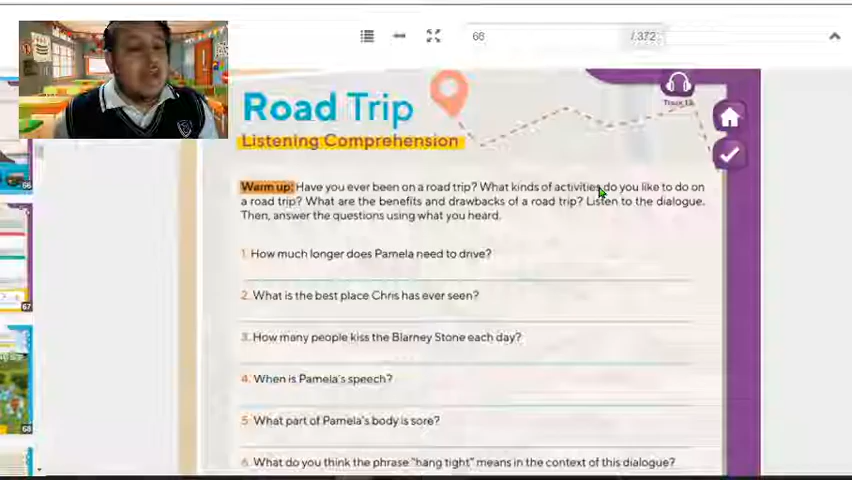 68
/ 372
Road Trip
Listening Comprehension
Track 13
Warm up: Have you ever been on a road trip? What kinds of activities do you like to do on
a road trip? What are the benefits and drawbacks of a road trip? Listen to the dialogue.
Then, answer the questions using what you heard.
1. How much longer does Pamela need to drive?
2. What is the best place Chris has ever seen?
3. How many people kiss the Blarney Stone each day?
4. When is Pamela's speech?
5. What part of Pamela's body is sore?
6. What do you think the phrase "hang tight" means in the context of this dialogue?
66
67
68